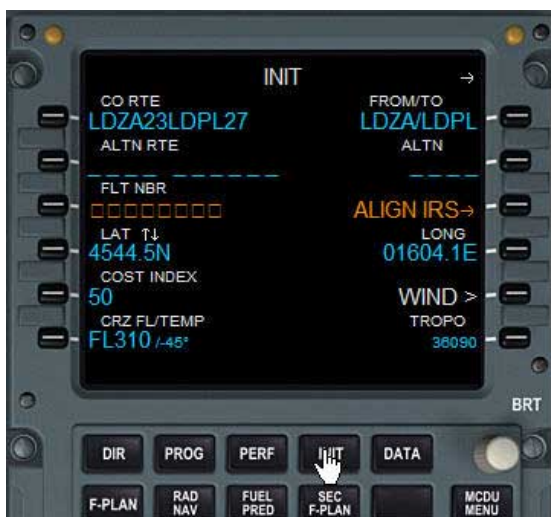 INIT →
CO RTE FROM/TO
LDZA23LDPL27 LDZA/LDPL
ALTN RTE ALTN
_ _ _ _ _ _ _ _ _ _ _ _ _ _
FLT NBR
□□□□□□□□ ALIGN IRS→
LAT ↑↓ LONG
4544.5N 01604.1E
COST INDEX
50 WIND >
CRZ FL/TEMP TROPO
FL310 /-45° 36090
BRT
DIR PROG PERF INIT DATA
F-PLAN RAD NAV FUEL PRED SEC F-PLAN MCDU MENU